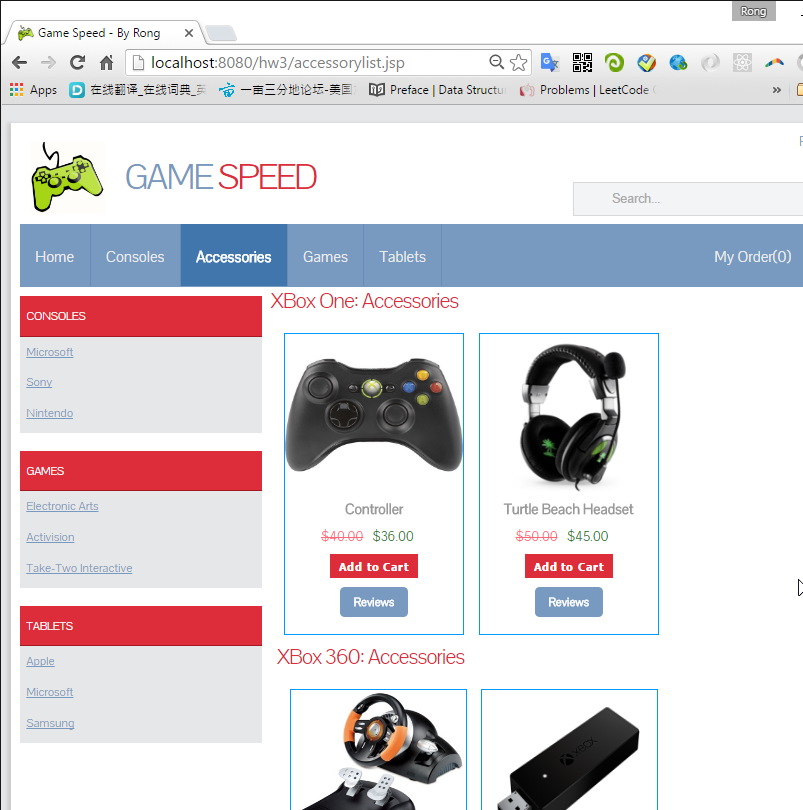 Rong
Game Speed - By Rong
localhost:8080/hw3/accessorylist.jsp
Apps 在线翻译_在线词典_英 一亩三分地论坛-美国 Preface | Data Structu Problems | LeetCode
GAME SPEED
Search...
Home Consoles Accessories Games Tablets My Order(0)
CONSOLES
Microsoft
Sony
Nintendo
GAMES
Electronic Arts
Activision
Take-Two Interactive
TABLETS
Apple
Microsoft
Samsung
XBox One: Accessories
Controller
$40.00 $36.00
Add to Cart
Reviews
Turtle Beach Headset
$50.00 $45.00
Add to Cart
Reviews
XBox 360: Accessories
XBOX